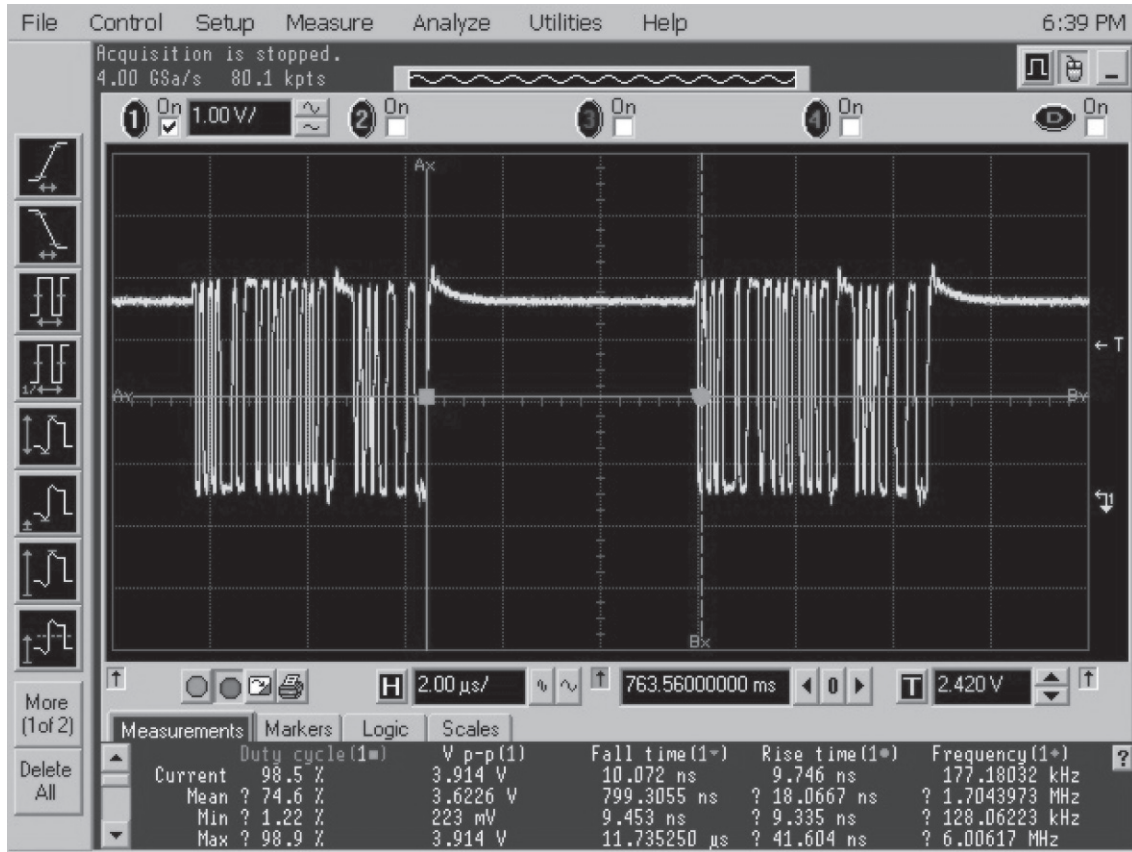 File Control Setup Measure Analyze Utilities Help 6:39 PM
Acquisition is stopped.
4.00 GSa/s 80.1 kpts
1 On 1.00 V/ 2 On 3 On 4 On D On
Ax
T
Ax Bx
1
Bx
H 2.00 µs/ 763.56000000 ms 0 T 2.420 V
More
(1of 2)
Delete
All
Measurements Markers Logic Scales
Duty cycle(1■) V p-p(1) Fall time(1▾) Rise time(1●) Frequency(1◆) ?
Current 98.5 % 3.914 V 10.072 ns 9.746 ns 177.18032 kHz
Mean ? 74.6 % 3.6226 V 799.3055 ns ? 18.0667 ns ? 1.7043973 MHz
Min ? 1.22 % 223 mV 9.453 ns ? 9.335 ns ? 128.06223 kHz
Max ? 98.9 % 3.914 V 11.735250 µs ? 41.604 ns ? 6.00617 MHz